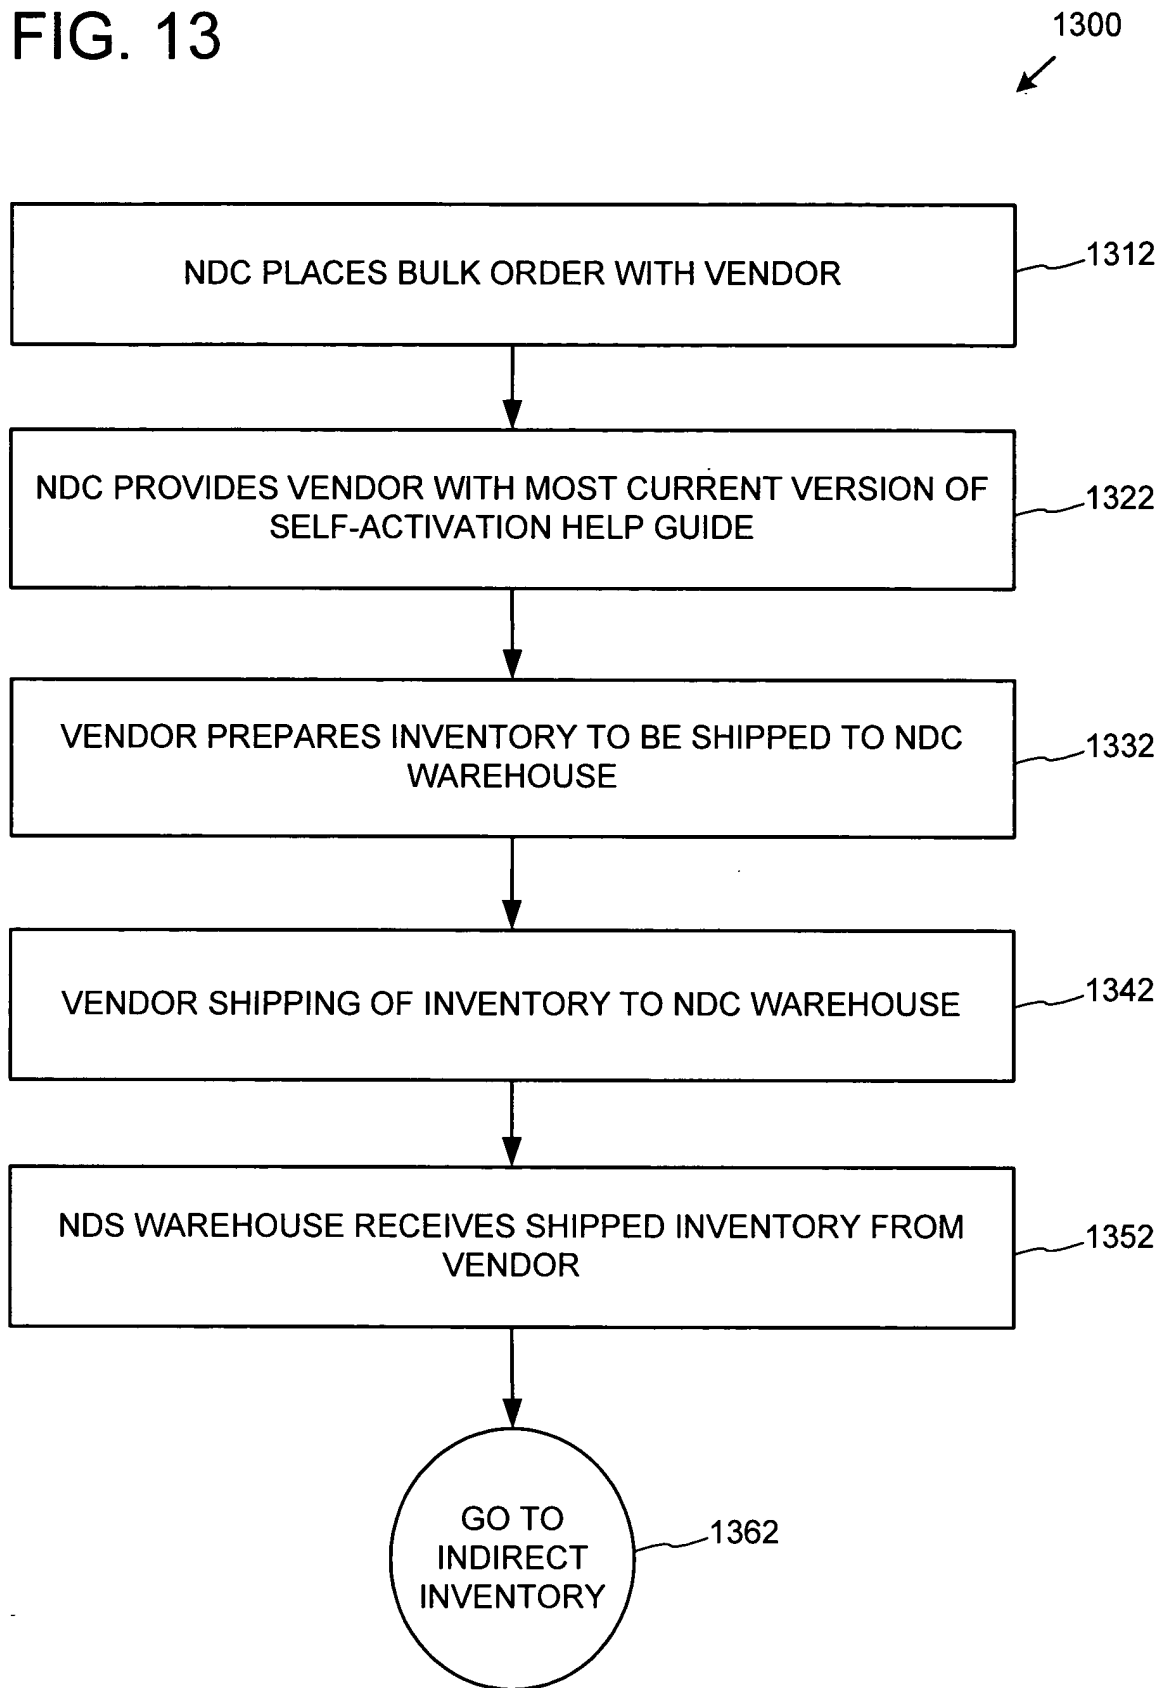 FIG. 13
1300
NDC PLACES BULK ORDER WITH VENDOR
1312
NDC PROVIDES VENDOR WITH MOST CURRENT VERSION OF
SELF-ACTIVATION HELP GUIDE
1322
VENDOR PREPARES INVENTORY TO BE SHIPPED TO NDC
WAREHOUSE
1332
VENDOR SHIPPING OF INVENTORY TO NDC WAREHOUSE
1342
NDS WAREHOUSE RECEIVES SHIPPED INVENTORY FROM
VENDOR
1352
GO TO
INDIRECT
INVENTORY
1362